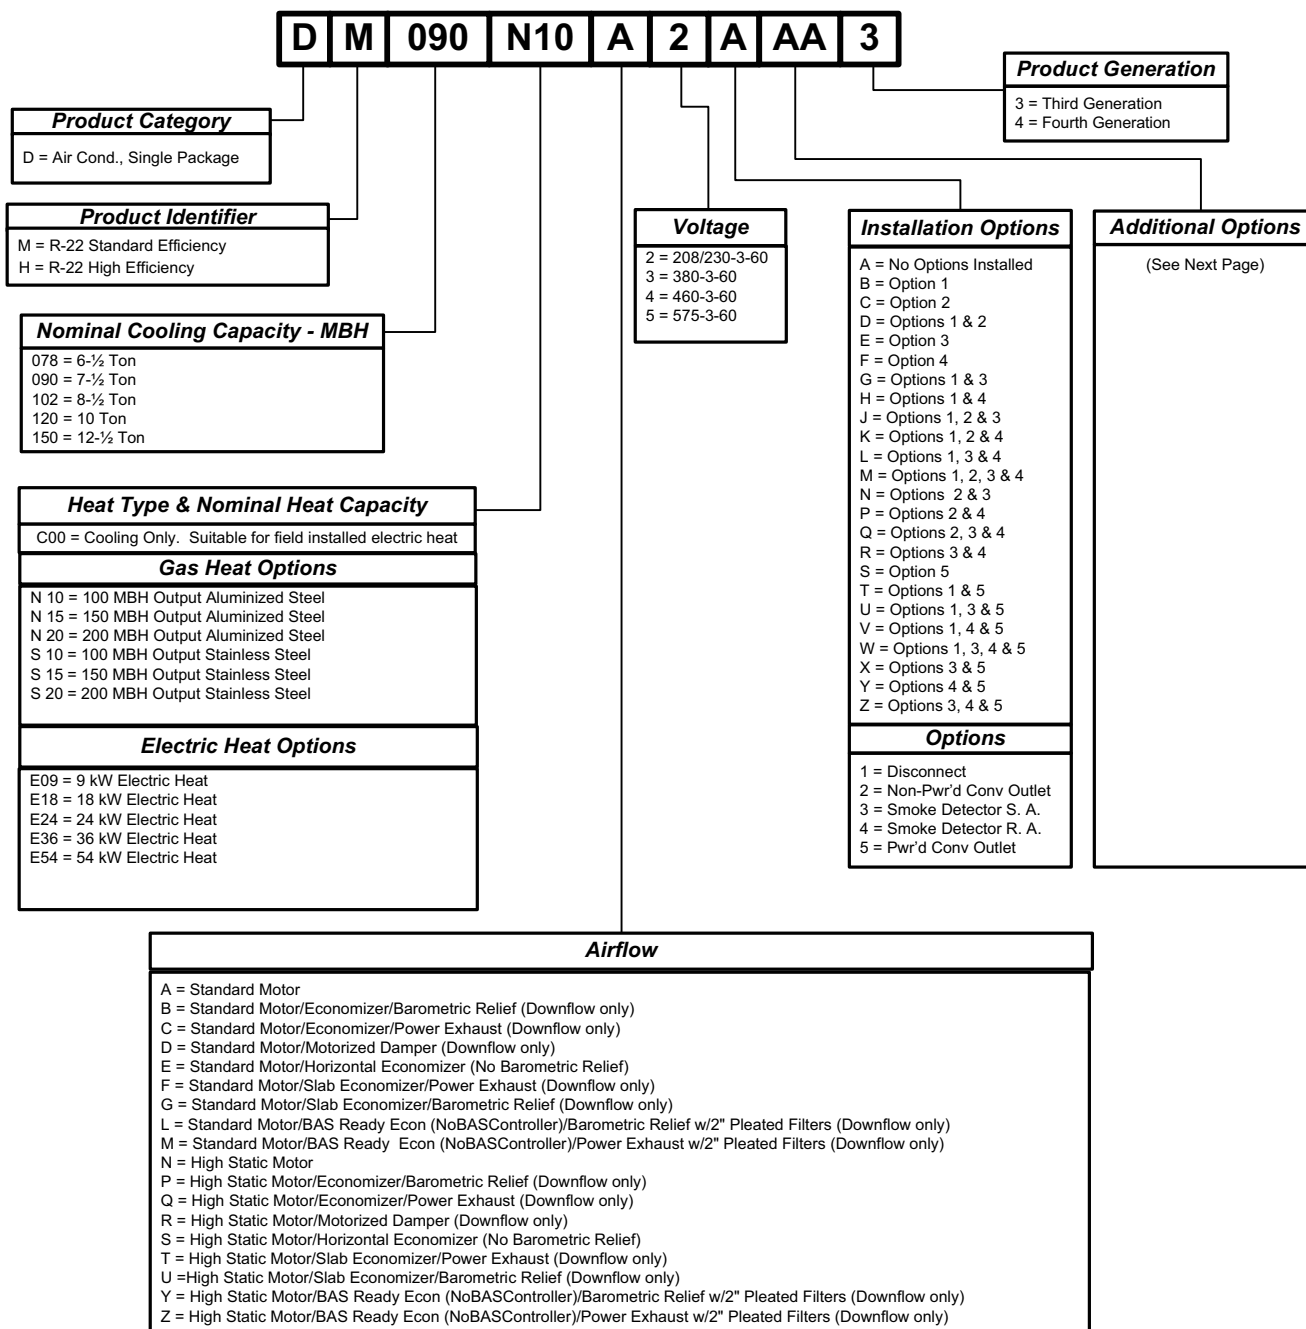 D M 090 N10 A 2 A AA 3
Product Category
D = Air Cond., Single Package
Product Identifier
M = R-22 Standard Efficiency
H = R-22 High Efficiency
Nominal Cooling Capacity - MBH
078 = 6-½ Ton
090 = 7-½ Ton
102 = 8-½ Ton
120 = 10 Ton
150 = 12-½ Ton
Heat Type & Nominal Heat Capacity
C00 = Cooling Only.  Suitable for field installed electric heat
Gas Heat Options
N 10 = 100 MBH Output Aluminized Steel
N 15 = 150 MBH Output Aluminized Steel
N 20 = 200 MBH Output Aluminized Steel
S 10 = 100 MBH Output Stainless Steel
S 15 = 150 MBH Output Stainless Steel
S 20 = 200 MBH Output Stainless Steel
Electric Heat Options
E09 = 9 kW Electric Heat
E18 = 18 kW Electric Heat
E24 = 24 kW Electric Heat
E36 = 36 kW Electric Heat
E54 = 54 kW Electric Heat
Airflow
A = Standard Motor
B = Standard Motor/Economizer/Barometric Relief (Downflow only)
C = Standard Motor/Economizer/Power Exhaust (Downflow only)
D = Standard Motor/Motorized Damper (Downflow only)
E = Standard Motor/Horizontal Economizer (No Barometric Relief)
F = Standard Motor/Slab Economizer/Power Exhaust (Downflow only)
G = Standard Motor/Slab Economizer/Barometric Relief (Downflow only)
L = Standard Motor/BAS Ready Econ (NoBASController)/Barometric Relief w/2" Pleated Filters (Downflow only)
M = Standard Motor/BAS Ready  Econ (NoBASController)/Power Exhaust w/2" Pleated Filters (Downflow only)
N = High Static Motor
P = High Static Motor/Economizer/Barometric Relief (Downflow only)
Q = High Static Motor/Economizer/Power Exhaust (Downflow only)
R = High Static Motor/Motorized Damper (Downflow only)
S = High Static Motor/Horizontal Economizer (No Barometric Relief)
T = High Static Motor/Slab Economizer/Power Exhaust (Downflow only)
U =High Static Motor/Slab Economizer/Barometric Relief (Downflow only)
Y = High Static Motor/BAS Ready Econ (NoBASController)/Barometric Relief w/2" Pleated Filters (Downflow only)
Z = High Static Motor/BAS Ready Econ (NoBASController)/Power Exhaust w/2" Pleated Filters (Downflow only)
Voltage
2 = 208/230-3-60
3 = 380-3-60
4 = 460-3-60
5 = 575-3-60
Installation Options
A = No Options Installed
B = Option 1
C = Option 2
D = Options 1 & 2
E = Option 3
F = Option 4
G = Options 1 & 3
H = Options 1 & 4
J = Options 1, 2 & 3
K = Options 1, 2 & 4
L = Options 1, 3 & 4
M = Options 1, 2, 3 & 4
N = Options  2 & 3
P = Options 2 & 4
Q = Options 2, 3 & 4
R = Options 3 & 4
S = Option 5
T = Options 1 & 5
U = Options 1, 3 & 5
V = Options 1, 4 & 5
W = Options 1, 3, 4 & 5
X = Options 3 & 5
Y = Options 4 & 5
Z = Options 3, 4 & 5
Options
1 = Disconnect
2 = Non-Pwr'd Conv Outlet
3 = Smoke Detector S. A.
4 = Smoke Detector R. A.
5 = Pwr'd Conv Outlet
Additional Options
(See Next Page)
Product Generation
3 = Third Generation
4 = Fourth Generation